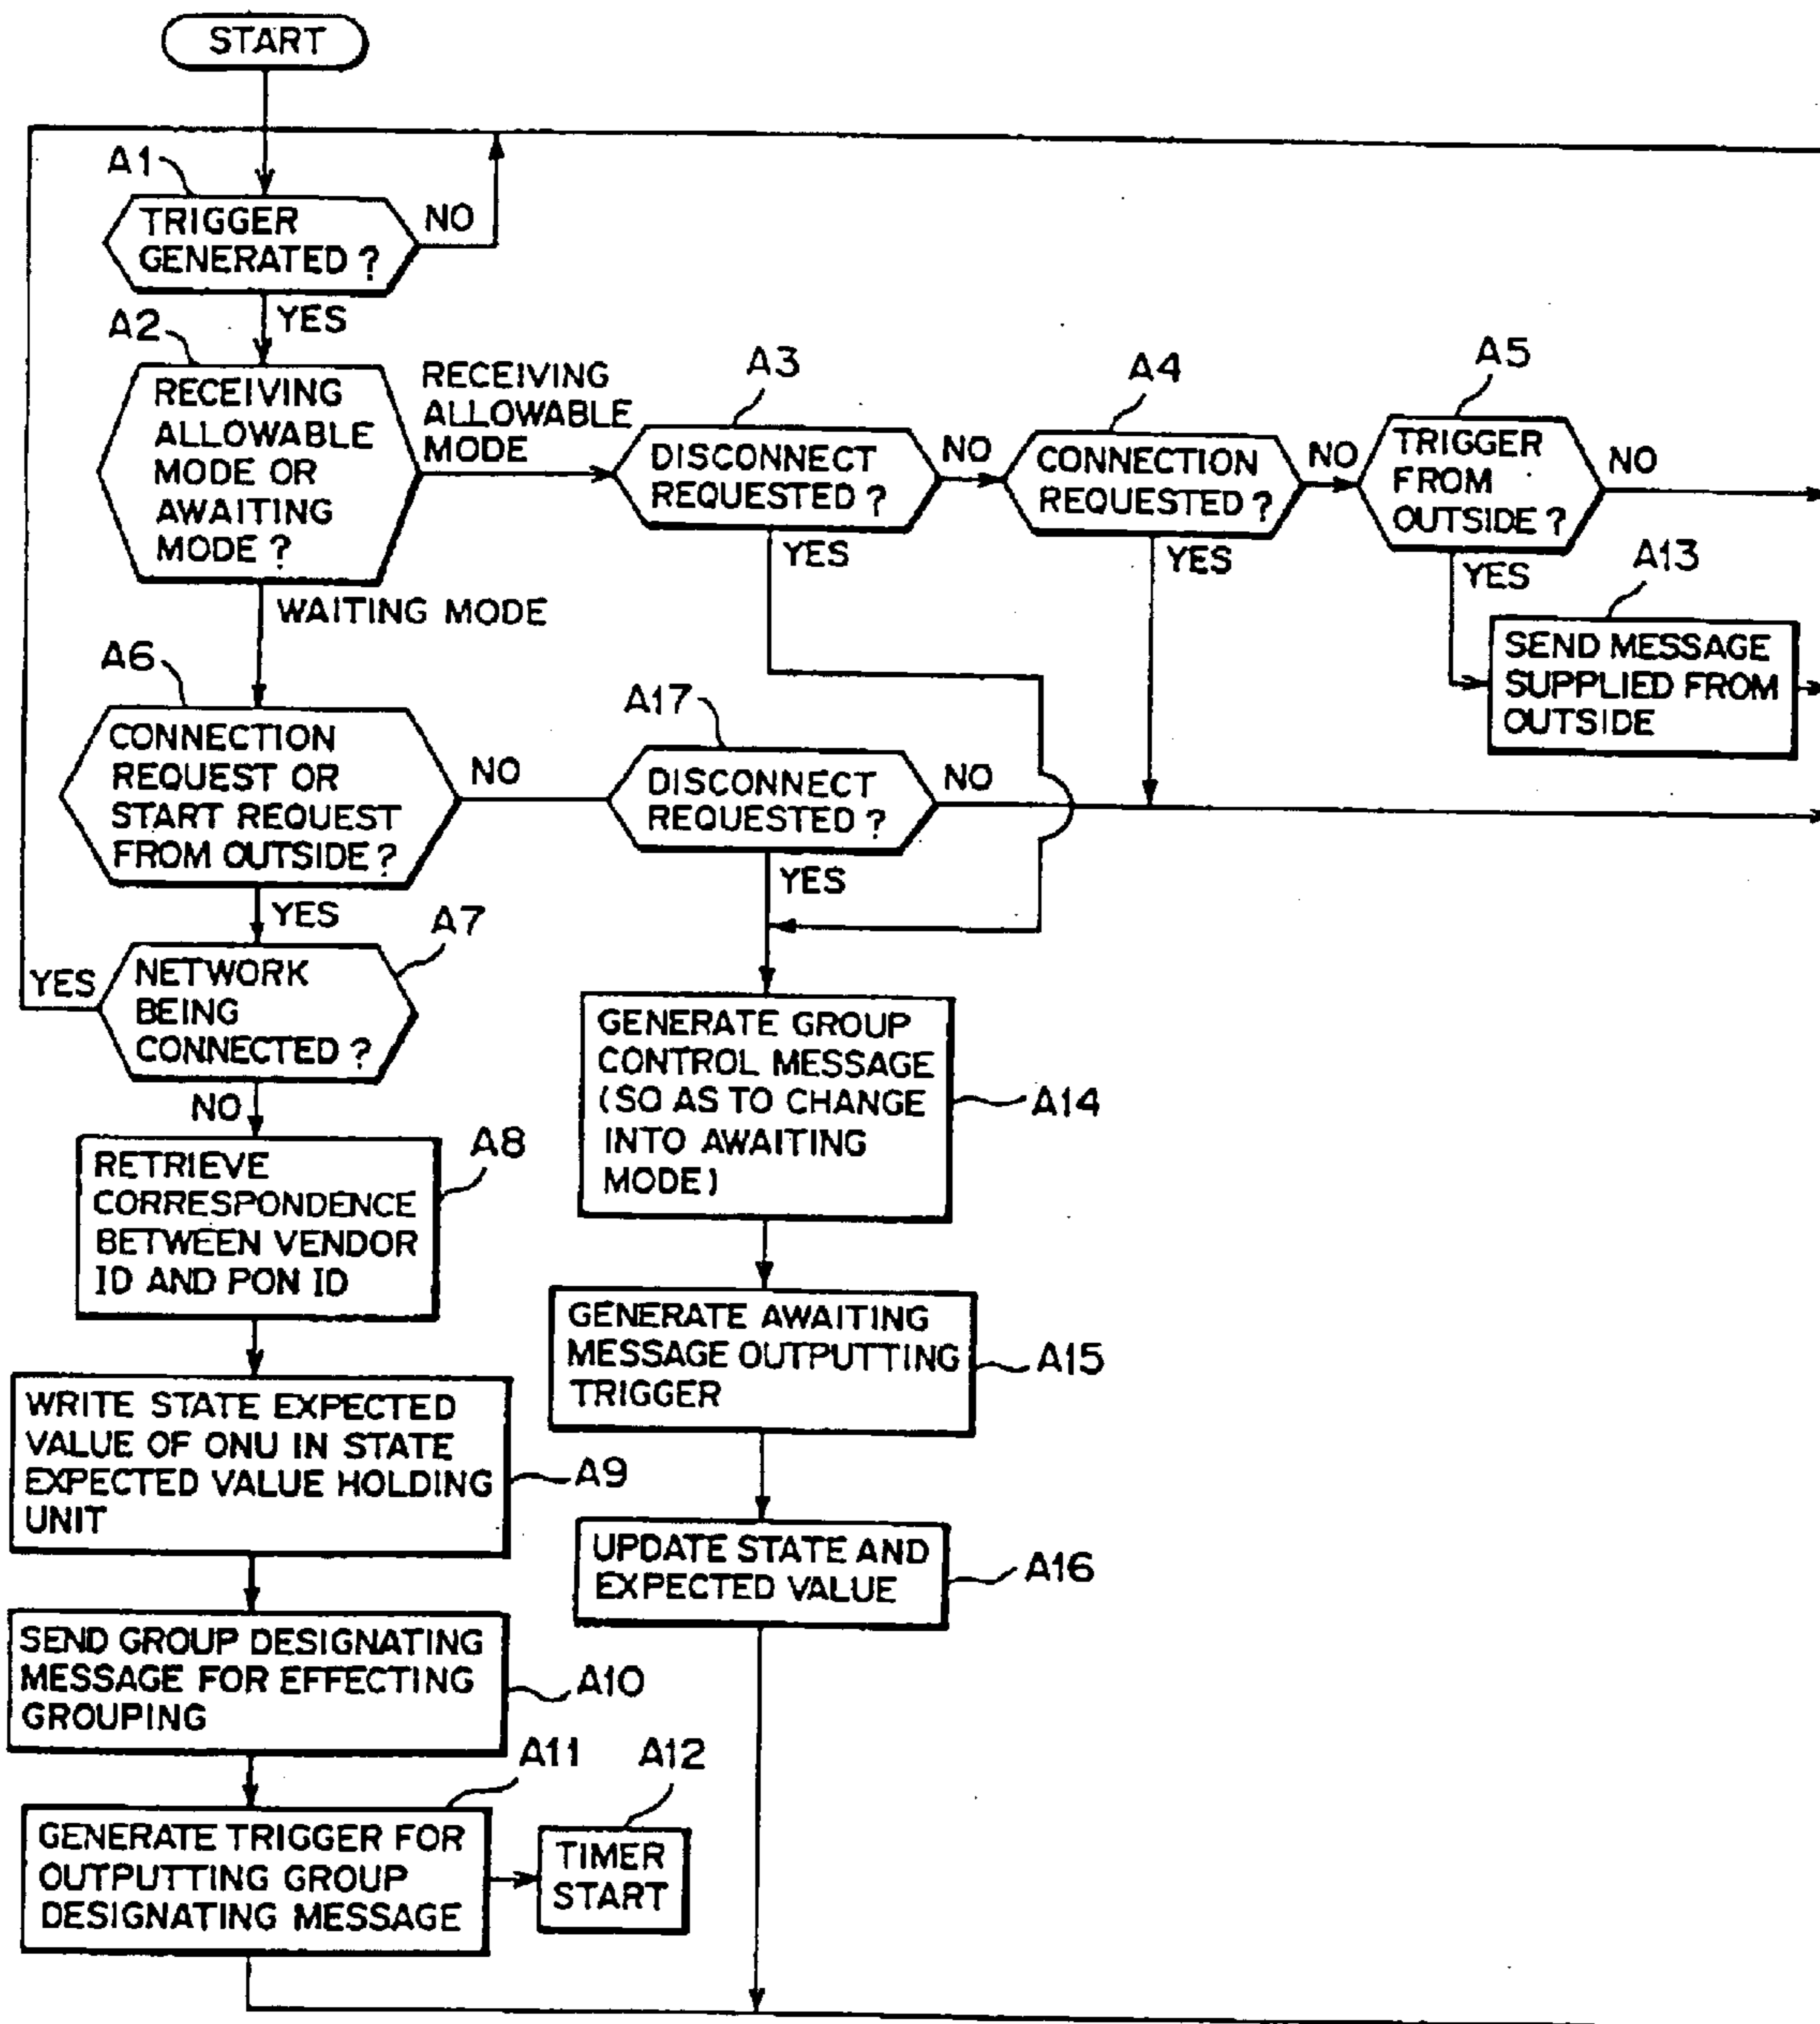 START
A1
TRIGGER
GENERATED?
NO
YES
A2
RECEIVING
ALLOWABLE
MODE OR
AWAITING
MODE?
RECEIVING
ALLOWABLE
MODE
A3
DISCONNECT
REQUESTED?
NO
YES
A4
CONNECTION
REQUESTED?
NO
YES
A5
TRIGGER
FROM
OUTSIDE?
NO
YES
A13
SEND MESSAGE
SUPPLIED FROM
OUTSIDE
WAITING MODE
A6
CONNECTION
REQUEST OR
START REQUEST
FROM OUTSIDE?
NO
YES
A17
DISCONNECT
REQUESTED?
NO
YES
A7
NETWORK
BEING
CONNECTED?
YES
NO
A8
RETRIEVE
CORRESPONDENCE
BETWEEN VENDOR
ID AND PON ID
WRITE STATE EXPECTED
VALUE OF ONU IN STATE
EXPECTED VALUE HOLDING
UNIT
A9
SEND GROUP DESIGNATING
MESSAGE FOR EFFECTING
GROUPING
A10
A11
GENERATE TRIGGER FOR
OUTPUTTING GROUP
DESIGNATING MESSAGE
A12
TIMER
START
GENERATE GROUP
CONTROL MESSAGE
(SO AS TO CHANGE
INTO AWAITING
MODE)
A14
GENERATE AWAITING
MESSAGE OUTPUTTING
TRIGGER
A15
UPDATE STATE AND
EXPECTED VALUE
A16